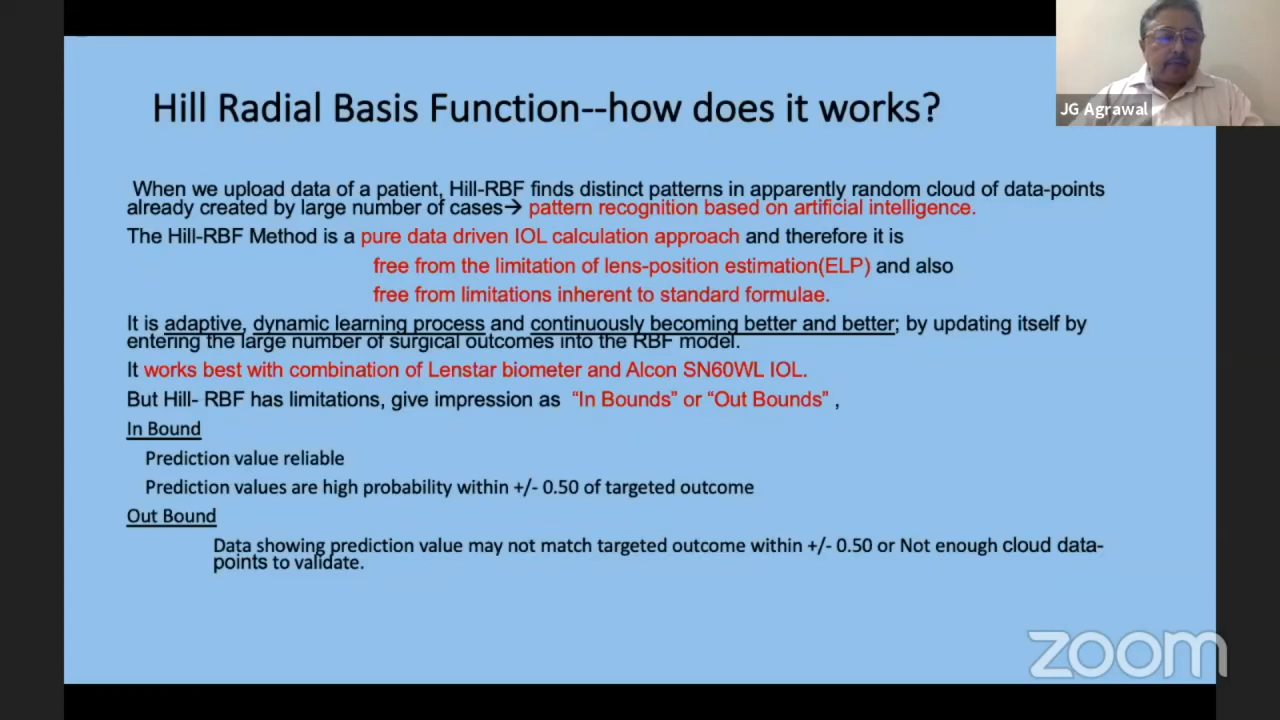 JG Agrawal
Hill Radial Basis Function--how does it works?
When we upload data of a patient, Hill-RBF finds distinct patterns in apparently random cloud of data-points
already created by large number of cases→ pattern recognition based on artificial intelligence.
The Hill-RBF Method is a pure data driven IOL calculation approach and therefore it is
free from the limitation of lens-position estimation(ELP) and also
free from limitations inherent to standard formulae.
It is adaptive, dynamic learning process and continuously becoming better and better; by updating itself by
entering the large number of surgical outcomes into the RBF model.
It works best with combination of Lenstar biometer and Alcon SN60WL IOL.
But Hill- RBF has limitations, give impression as “In Bounds” or “Out Bounds” ,
In Bound
Prediction value reliable
Prediction values are high probability within +/- 0.50 of targeted outcome
Out Bound
Data showing prediction value may not match targeted outcome within +/- 0.50 or Not enough cloud data-
points to validate.
zoom